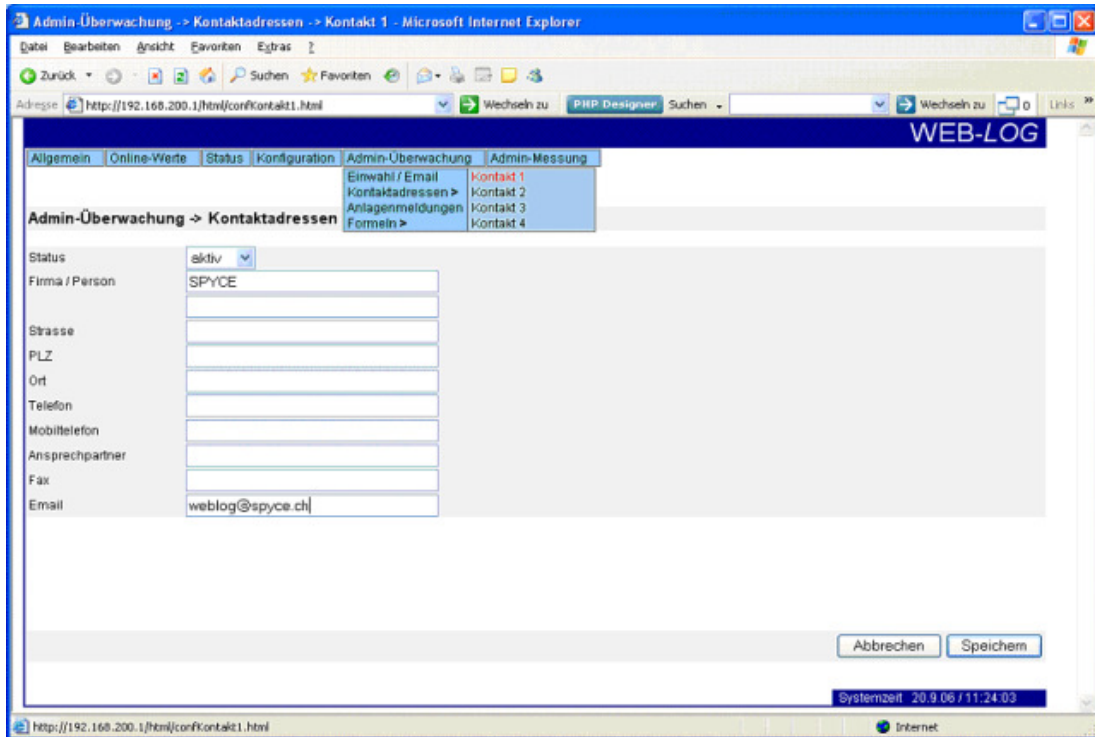 Admin-Überwachung -> Kontaktadressen -> Kontakt 1 - Microsoft Internet Explorer
Datei Bearbeiten Ansicht Favoriten Extras ?
Zurück Suchen Favoriten
Adresse http://192.168.200.1/html/confKontakt1.html Wechseln zu PHP Designer Suchen Wechseln zu 0 Links »
WEB-LOG
Allgemein Online-Werte Status Konfiguration Admin-Überwachung Admin-Messung
Einwahl / Email Kontakt 1
Kontaktadressen > Kontakt 2
Anlagenmeldungen Kontakt 3
Formeln > Kontakt 4
Admin-Überwachung -> Kontaktadressen
Status aktiv
Firma / Person SPYCE
Strasse
PLZ
Ort
Telefon
Mobiltelefon
Ansprechpartner
Fax
Email weblog@spyce.ch
Abbrechen Speichern
Systemzeit 20.9.06 / 11:24:03
http://192.168.200.1/html/confKontakt1.html Internet